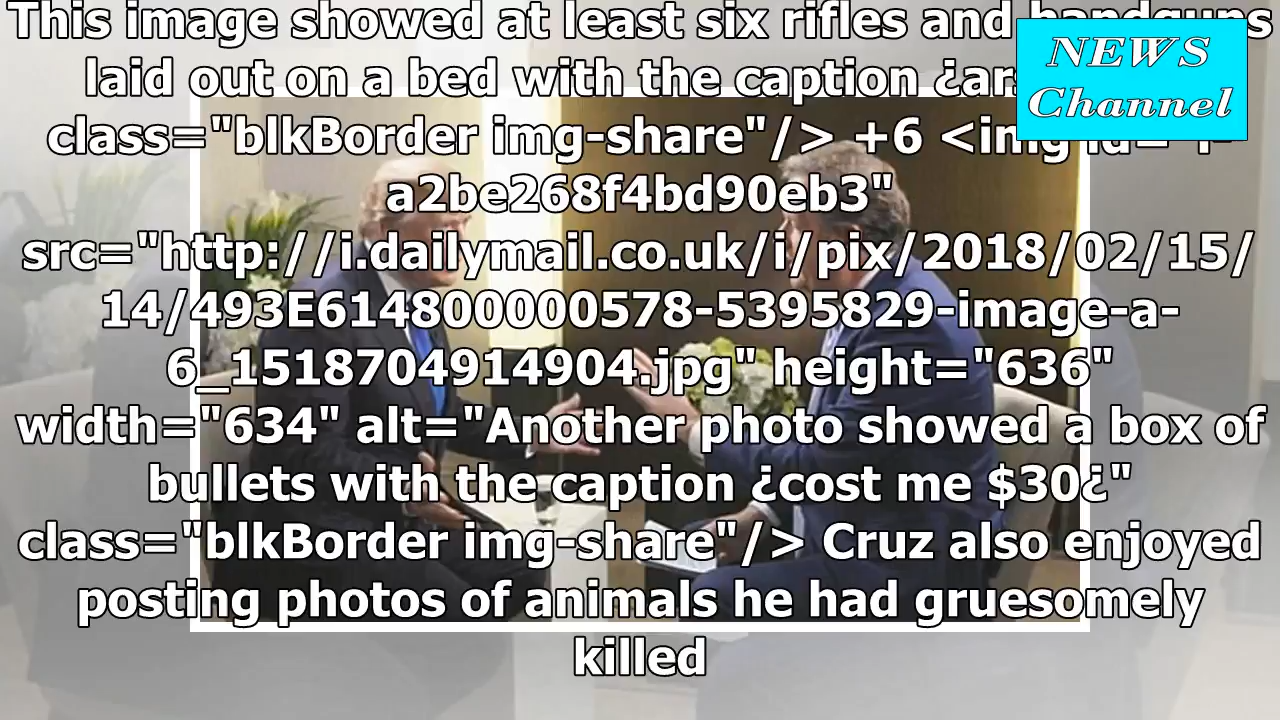 This image showed at least six rifles and handguns
laid out on a bed with the caption ¿ars
class="blkBorder img-share"/> +6 <img id="i-
a2be268f4bd90eb3"
src="http://i.dailymail.co.uk/i/pix/2018/02/15/
14/493E614800000578-5395829-image-a-
6_1518704914904.jpg" height="636"
width="634" alt="Another photo showed a box of
bullets with the caption ¿cost me $30¿"
class="blkBorder img-share"/> Cruz also enjoyed
posting photos of animals he had gruesomely
killed
NEWS
Channel